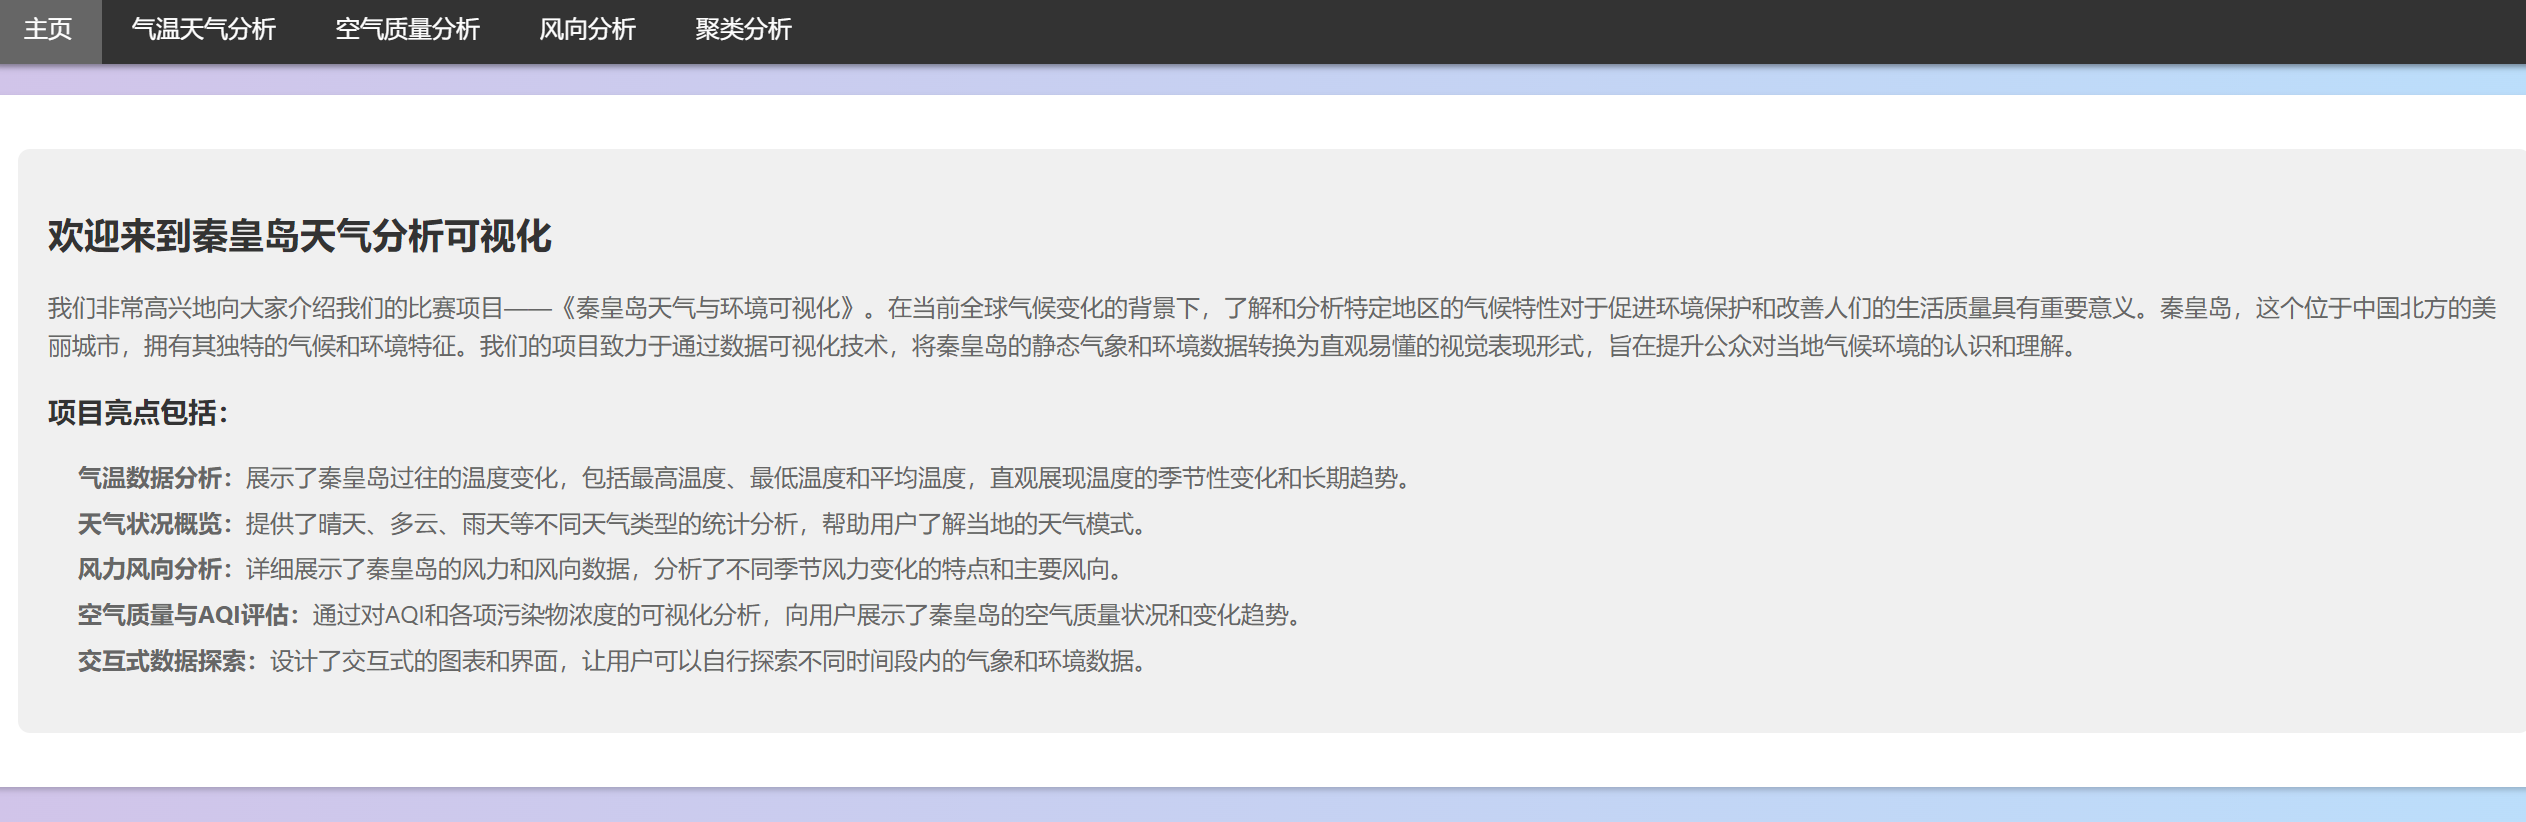 主页 气温天气分析 空气质量分析 风向分析 聚类分析
欢迎来到秦皇岛天气分析可视化
我们非常高兴地向大家介绍我们的比赛项目——《秦皇岛天气与环境可视化》。在当前全球气候变化的背景下，了解和分析特定地区的气候特性对于促进环境保护和改善人们的生活质量具有重要意义。秦皇岛，这个位于中国北方的美
丽城市，拥有其独特的气候和环境特征。我们的项目致力于通过数据可视化技术，将秦皇岛的静态气象和环境数据转换为直观易懂的视觉表现形式，旨在提升公众对当地气候环境的认识和理解。
项目亮点包括：
气温数据分析：展示了秦皇岛过往的温度变化，包括最高温度、最低温度和平均温度，直观展现温度的季节性变化和长期趋势。
天气状况概览：提供了晴天、多云、雨天等不同天气类型的统计分析，帮助用户了解当地的天气模式。
风力风向分析：详细展示了秦皇岛的风力和风向数据，分析了不同季节风力变化的特点和主要风向。
空气质量与AQI评估：通过对AQI和各项污染物浓度的可视化分析，向用户展示了秦皇岛的空气质量状况和变化趋势。
交互式数据探索：设计了交互式的图表和界面，让用户可以自行探索不同时间段内的气象和环境数据。